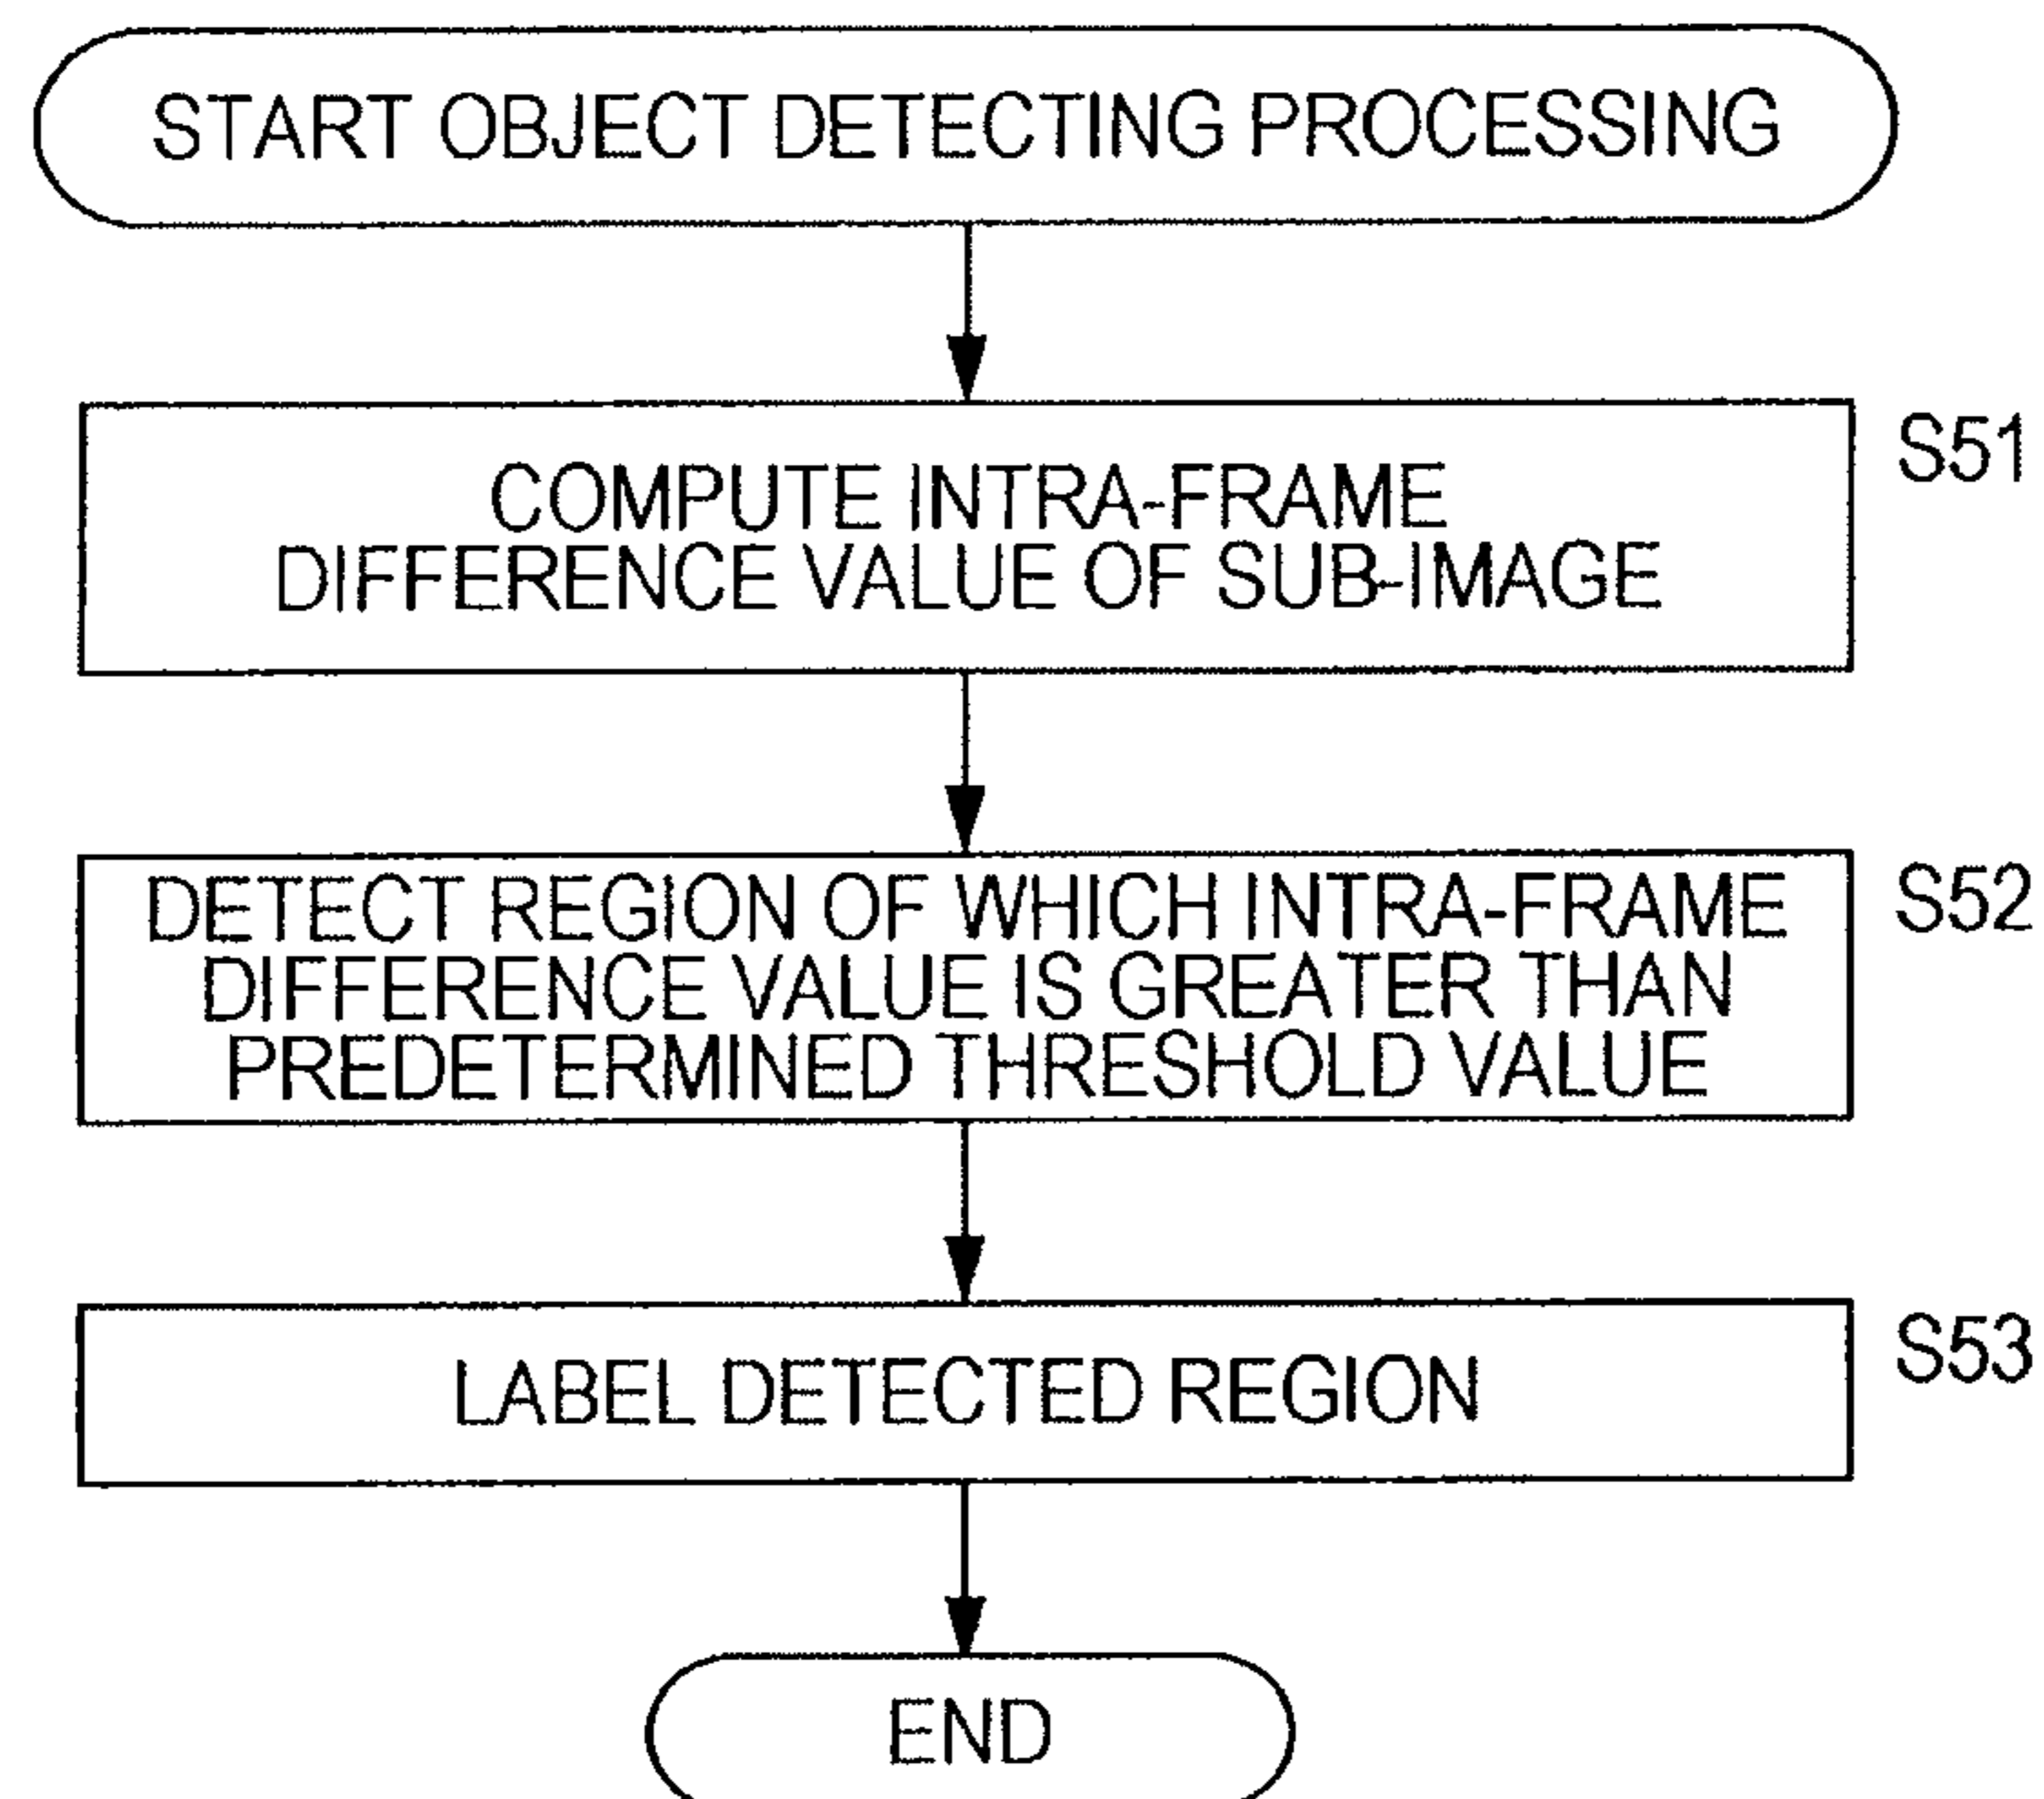 START OBJECT DETECTING PROCESSING
S51
COMPUTE INTRA-FRAME
DIFFERENCE VALUE OF SUB-IMAGE
S52
DETECT REGION OF WHICH INTRA-FRAME
DIFFERENCE VALUE IS GREATER THAN
PREDETERMINED THRESHOLD VALUE
S53
LABEL DETECTED REGION
END